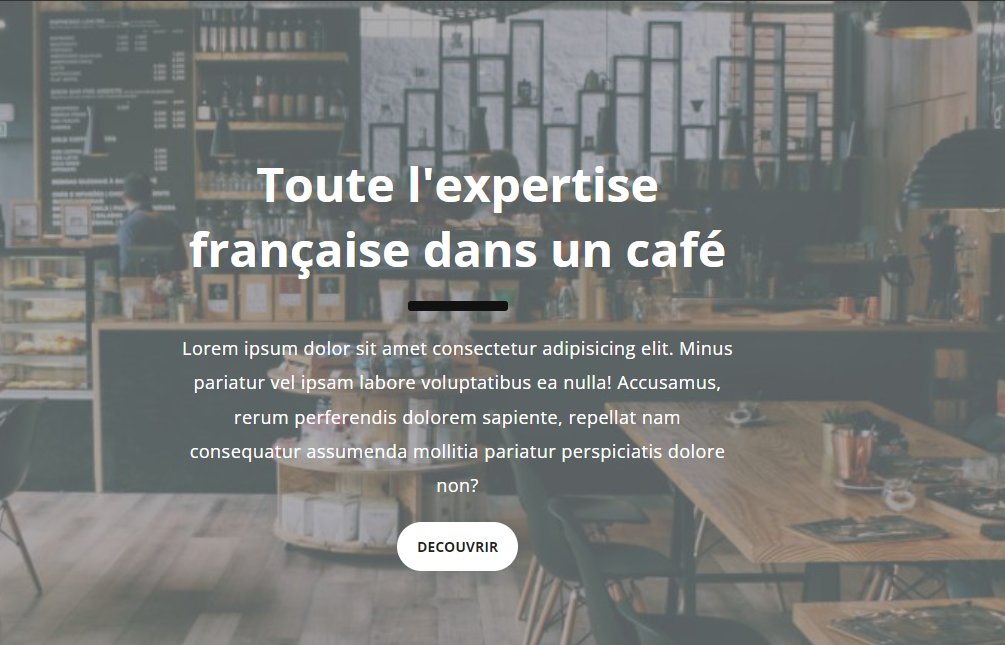 Toute l'expertise
française dans un café
Lorem ipsum dolor sit amet consectetur adipisicing elit. Minus
pariatur vel ipsam labore voluptatibus ea nulla! Accusamus,
rerum perferendis dolorem sapiente, repellat nam
consequatur assumenda mollitia pariatur perspiciatis dolore
non?
DECOUVRIR